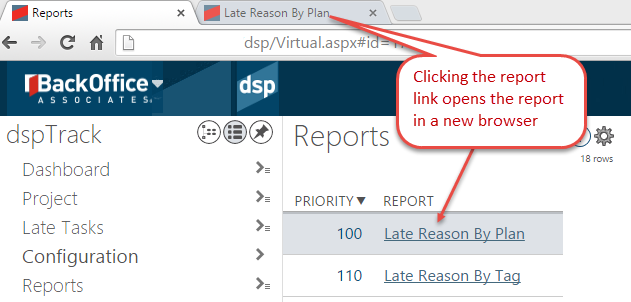 Reports
Late Reason By Plan
dsp/Virtual.aspx#id=
BackOffice
ASSOCIATES
dsp
Clicking the report
link opens the report
in a new browser
dspTrack
Reports
18 rows
Dashboard
Project
PRIORITY REPORT
Late Tasks
100 Late Reason By Plan
Configuration
110 Late Reason By Tag
Reports